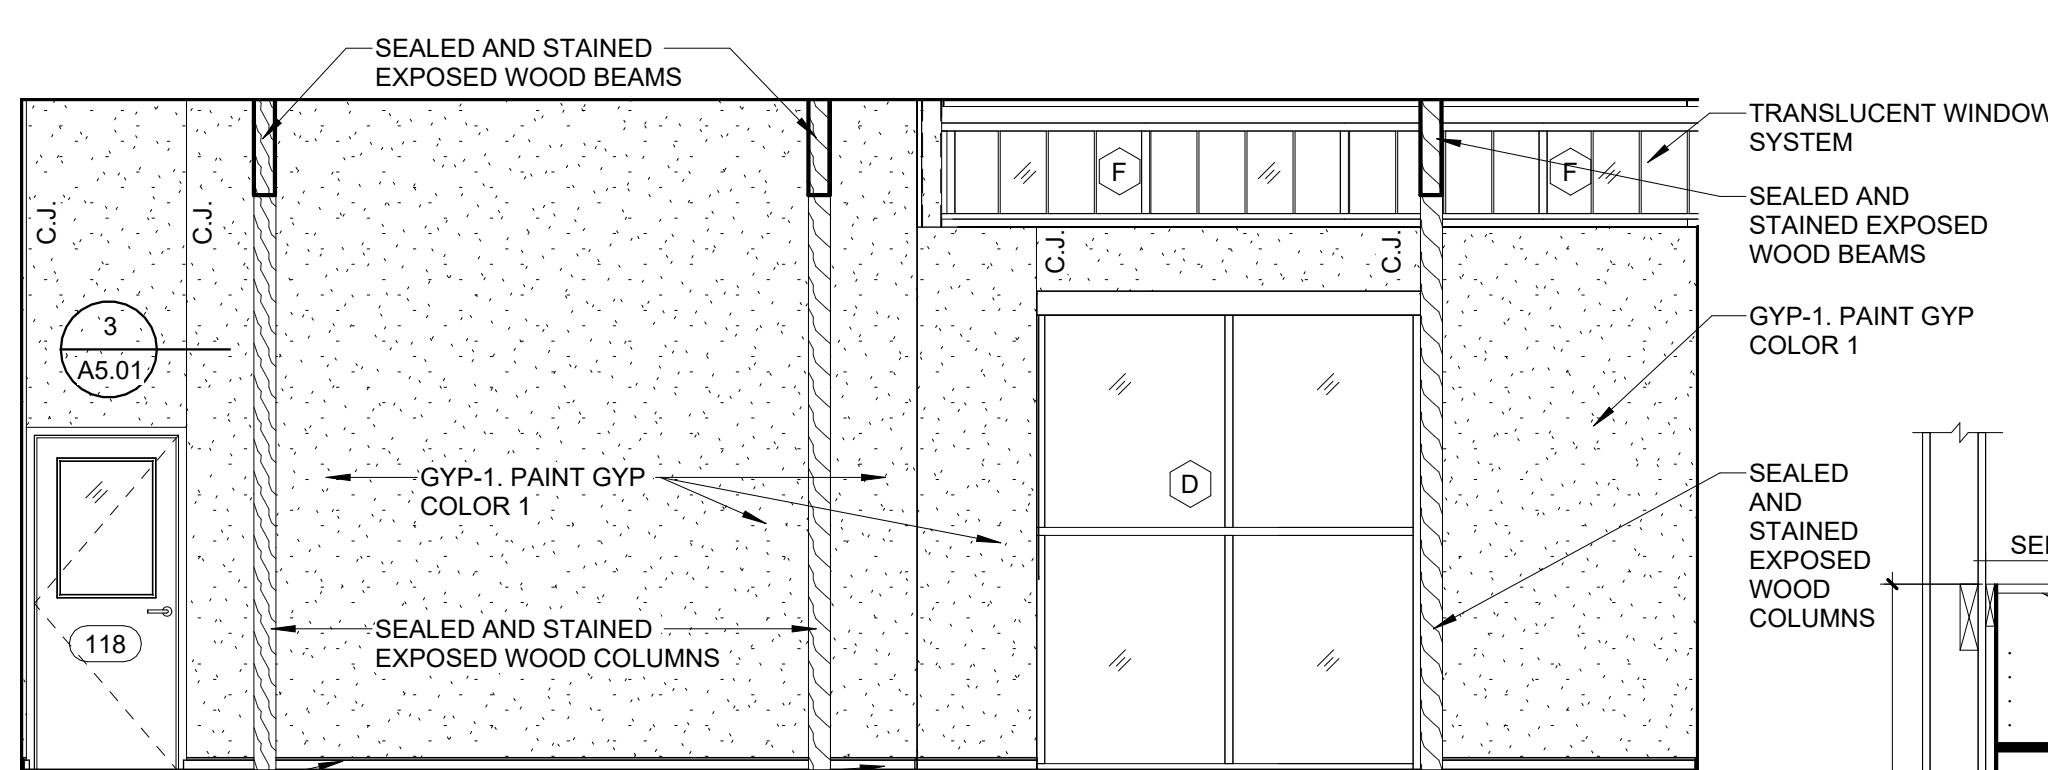 SEALED AND STAINED
EXPOSED WOOD BEAMS
TRANSLUCENT WINDOW
SYSTEM
F
F
SEALED AND
STAINED EXPOSED
WOOD BEAMS
C.J.
C.J.
C.J.
C.J.
3
A5.01
GYP-1. PAINT GYP
COLOR 1
GYP-1. PAINT GYP
COLOR 1
D
SEALED
AND
STAINED
EXPOSED
WOOD
COLUMNS
118
SEALED AND STAINED
EXPOSED WOOD COLUMNS